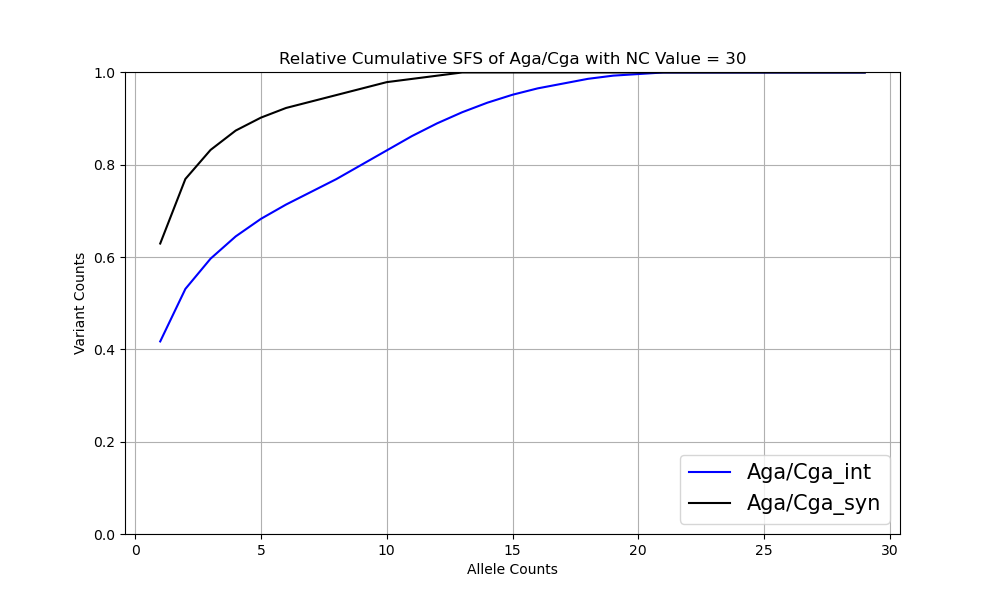 Relative Cumulative SFS of Aga/Cga with NC Value = 30
1.0
0.8
0.6
0.4
0.2
0.0
Variant Counts
0 5 10 15 20 25 30
Allele Counts
Aga/Cga_int
Aga/Cga_syn